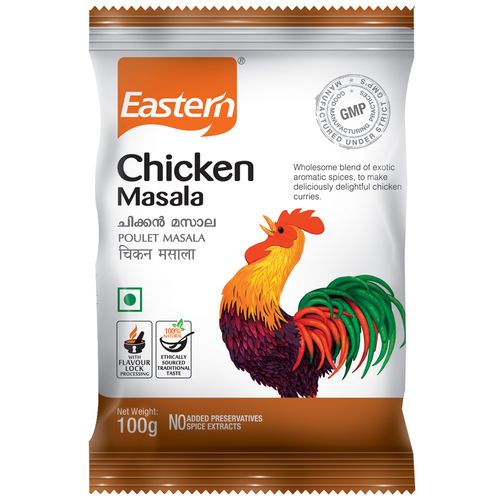 Eastern®
GOOD MANUFACTURING PRACTICES
GMP
MANUFACTURED UNDER STRICT GMP'S
Chicken
Masala
Wholesome blend of exotic
aromatic spices, to make
deliciously delightful chicken
curries.
ചിക്കൻ മസാല
POULET MASALA
चिकन मसाला
WITH
FLAVOUR
LOCK
PROCESSING
100%
NATURAL
ETHICALLY
SOURCED
TRADITIONAL
TASTE
Net Weight:
100g
NO ADDED PRESERVATIVES
SPICE EXTRACTS